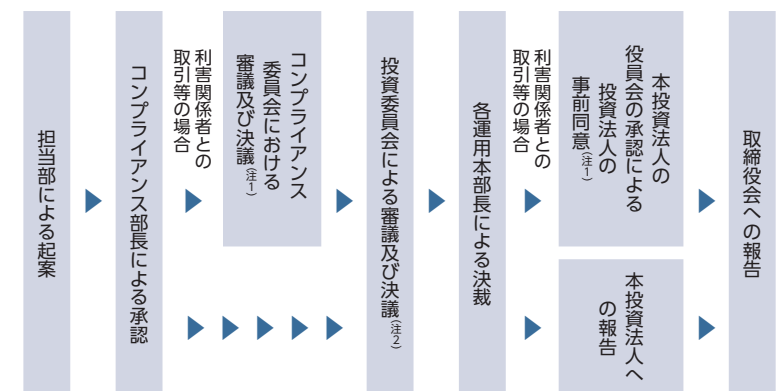 担当部による起案
コンプライアンス部長による承認
利害関係者との
取引等の場合
コンプライアンス
委員会における
審議及び決議(注1)
投資委員会による審議及び決議(注2)
各運用本部長による決裁
利害関係者との
取引等の場合
本投資法人の
役員会の承認による
投資法人の
事前同意(注1)
本投資法人へ
の報告
取締役会への報告